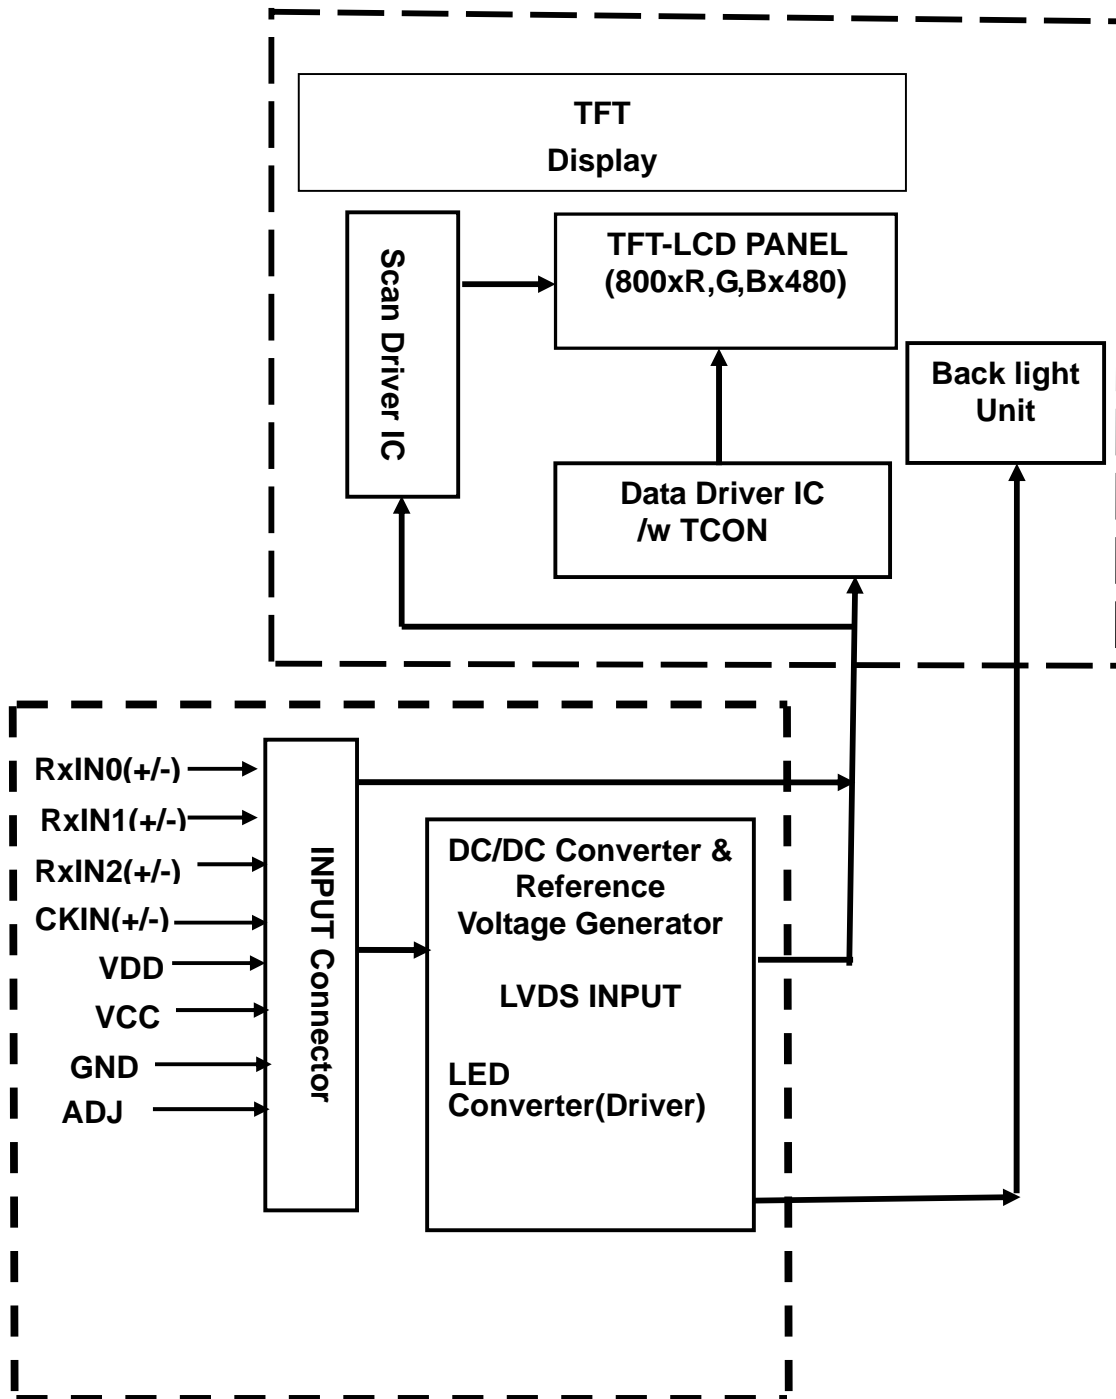 TFT
Display
Scan Driver IC
TFT-LCD PANEL
(800xR,G,Bx480)
Back light
Unit
Data Driver IC
/w TCON
RxIN0(+/-)
RxIN1(+/-)
RxIN2(+/-)
CKIN(+/-)
VDD
VCC
GND
ADJ
INPUT Connector
DC/DC Converter &
Reference
Voltage Generator
LVDS INPUT
LED
Converter(Driver)